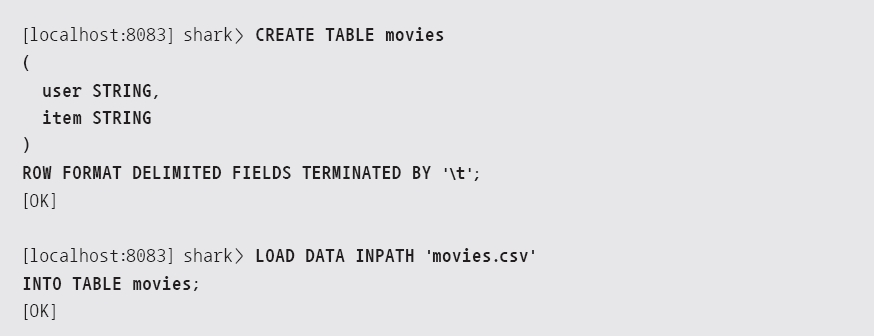 [localhost:8083] shark> CREATE TABLE movies
(
user STRING,
item STRING
)
ROW FORMAT DELIMITED FIELDS TERMINATED BY '\t';
[OK]
[localhost:8083] shark> LOAD DATA INPATH 'movies.csv'
INTO TABLE movies;
[OK]